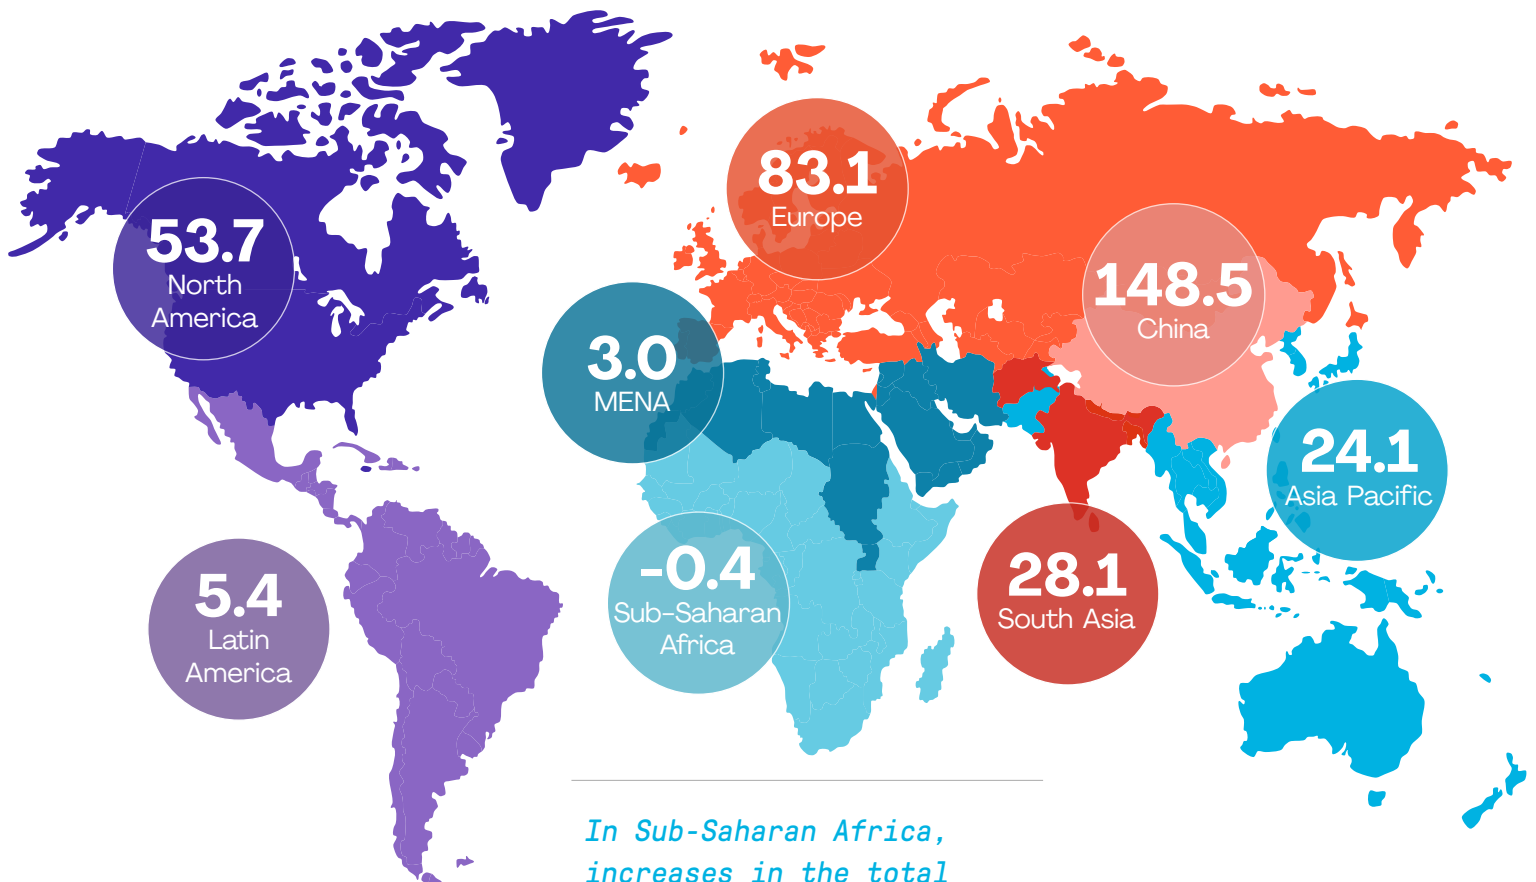 83.1
Europe
53.7
North
America
148.5
China
3.0
MENA
24.1
Asia Pacific
-0.4
Sub-Saharan
Africa
28.1
South Asia
5.4
Latin
America
In Sub-Saharan Africa,
increases in the total